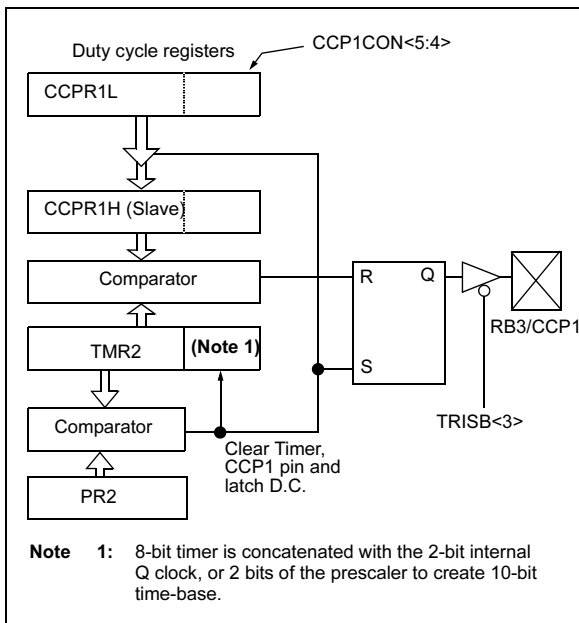 Duty cycle registers
CCP1CON<5:4>
CCPR1L
CCPR1H (Slave)
Comparator
R
Q
RB3/CCP1
TMR2
(Note 1)
S
TRISB<3>
Comparator
Clear Timer,
CCP1 pin and
latch D.C.
PR2
Note 1: 8-bit timer is concatenated with the 2-bit internal
Q clock, or 2 bits of the prescaler to create 10-bit
time-base.